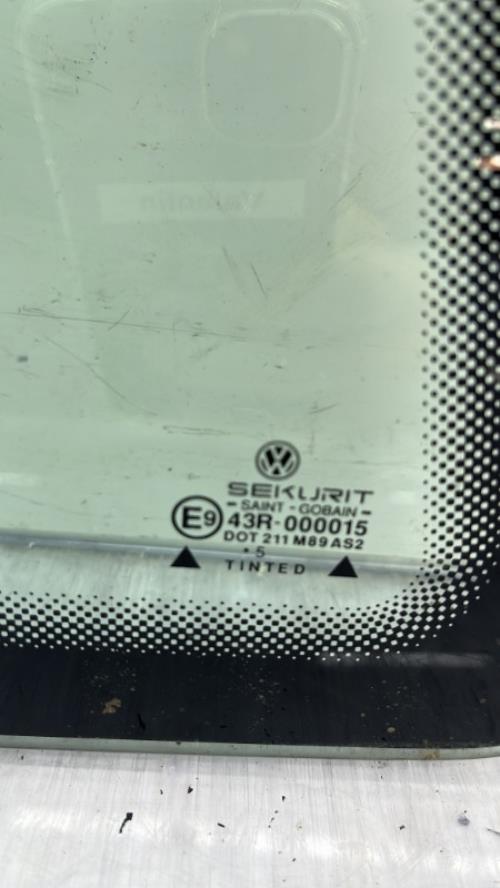 SEKURIT
SAINT - GOBAIN
E9 43R-000015
DOT 211 M89 AS2
• 5
TINTED